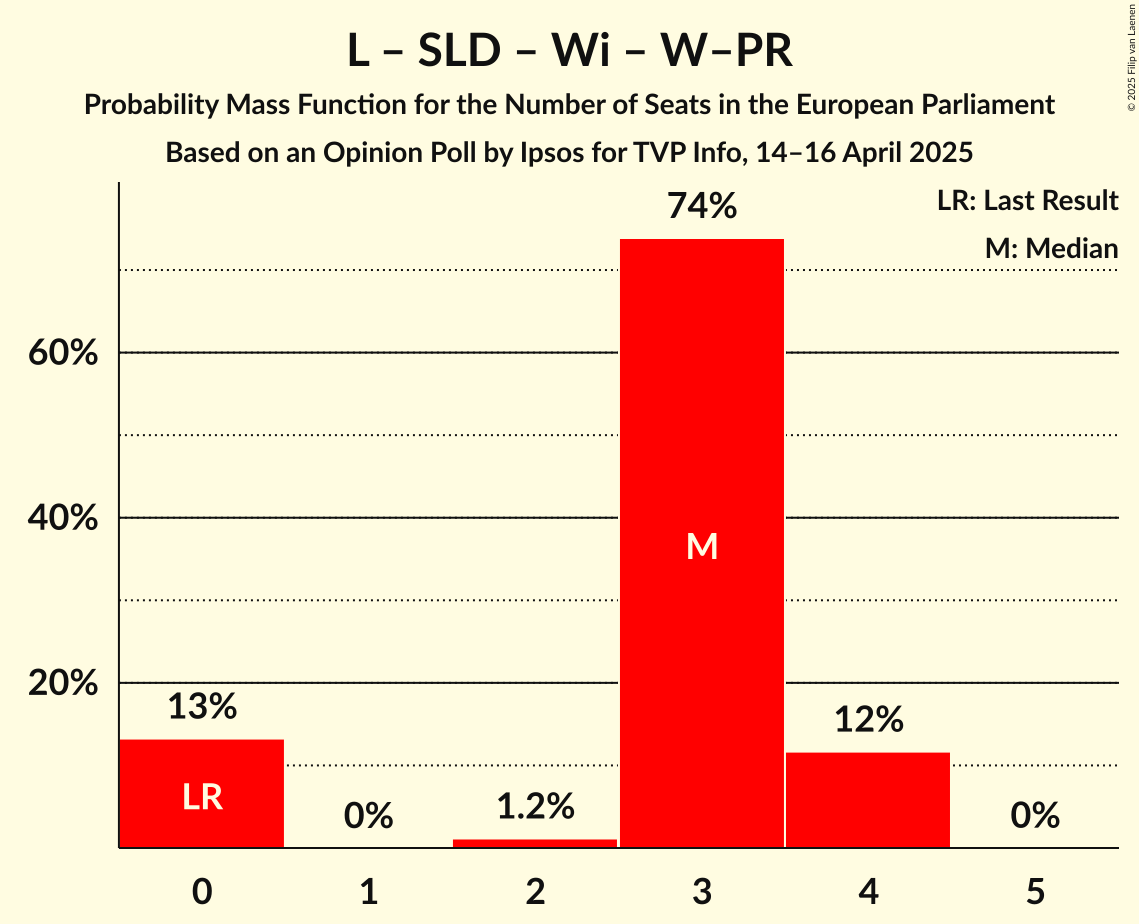 L – SLD – Wi – W–PR
Probability Mass Function for the Number of Seats in the European Parliament
Based on an Opinion Poll by Ipsos for TVP Info, 14–16 April 2025
© 2025 Filip van Laenen
LR: Last Result
M: Median
74%
60%
40%
M
20%
13%
12%
LR
1.2%
0%
0%
0 1 2 3 4 5